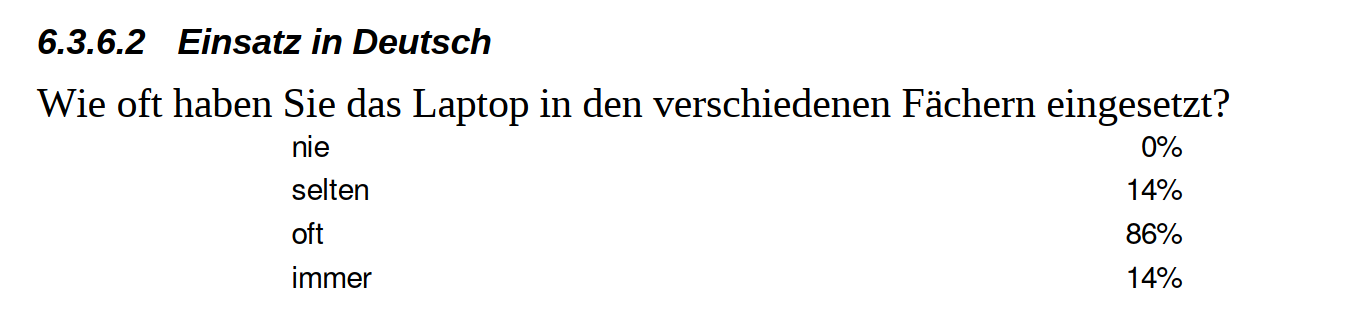 6.3.6.2 Einsatz in Deutsch
Wie oft haben Sie das Laptop in den verschiedenen Fächern eingesetzt?
nie 0%
selten 14%
oft 86%
immer 14%